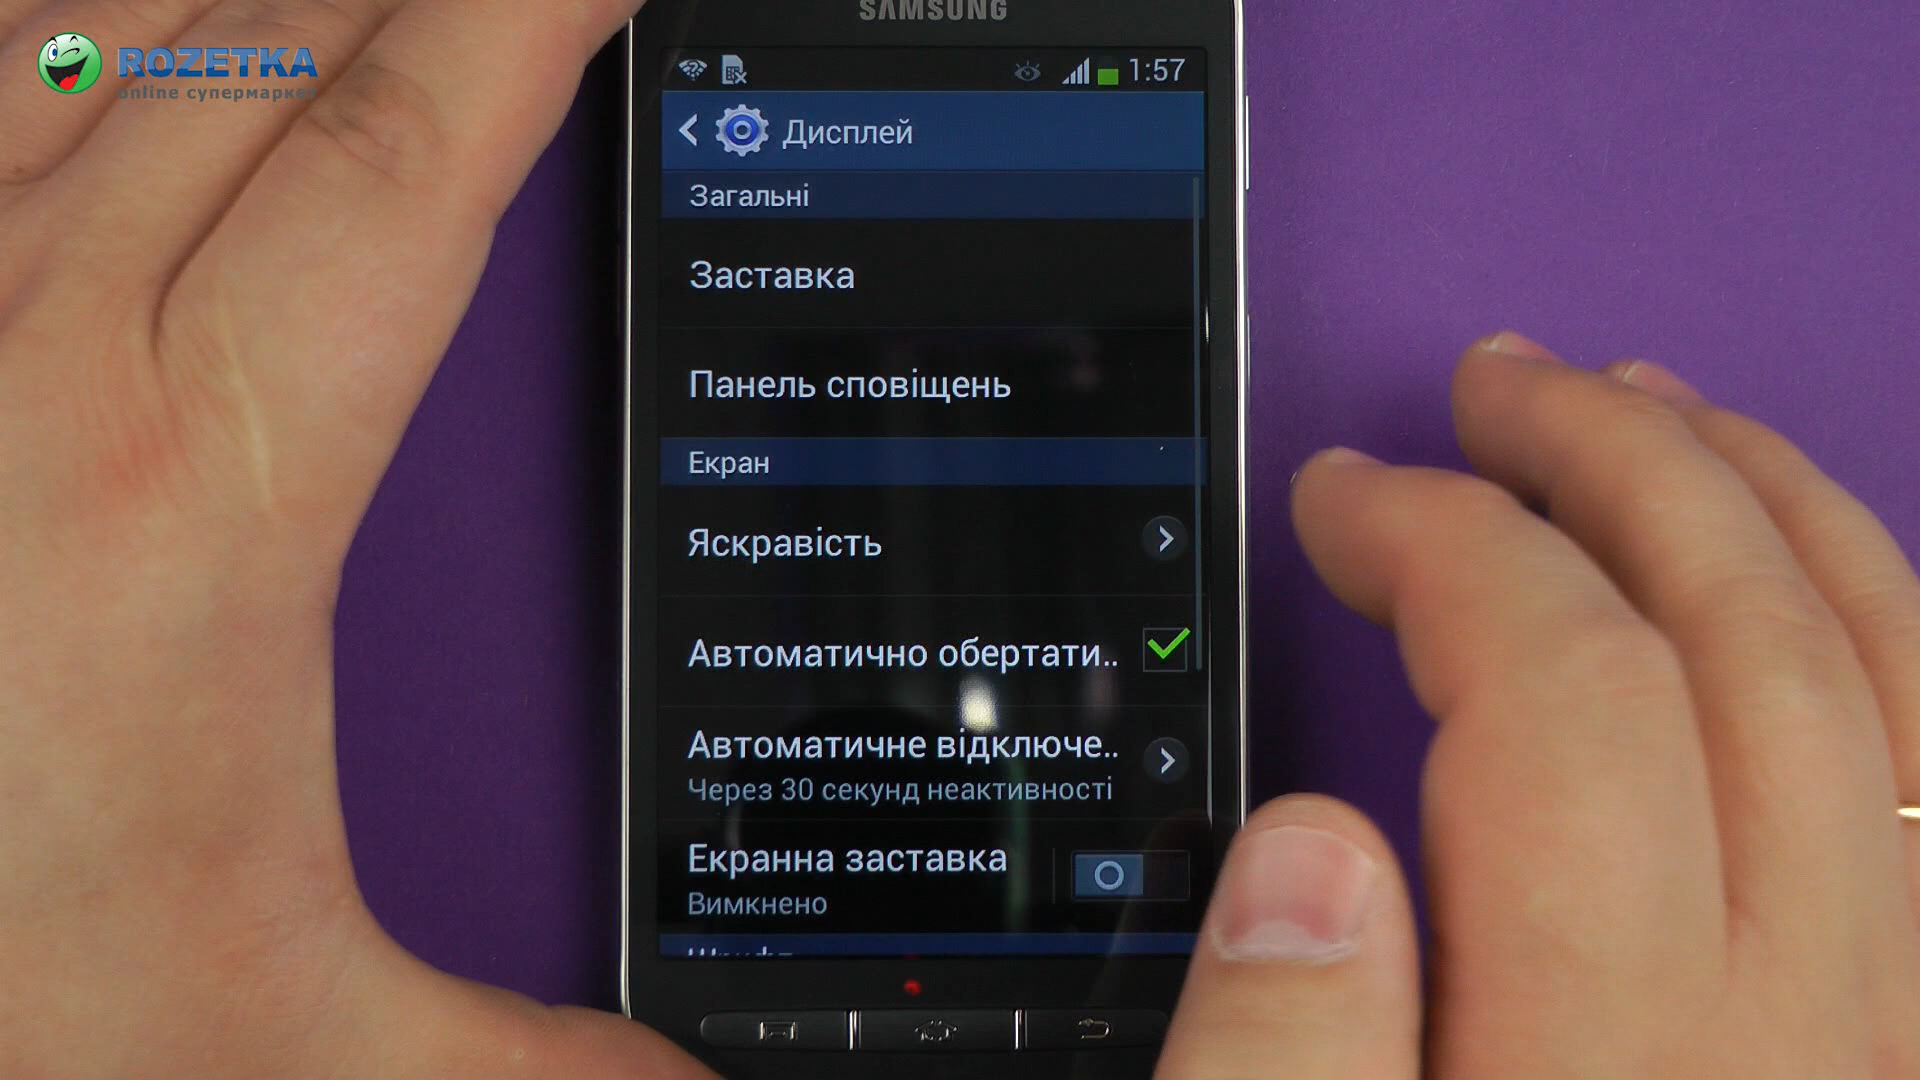 SAMSUNG
ROZETKA
online супермаркет
1:57
Дисплей
Загальні
Заставка
Панель сповіщень
Екран
Яскравість
Автоматично обертати..
Автоматичне відключе..
Через 30 секунд неактивності
Екранна заставка
Вимкнено